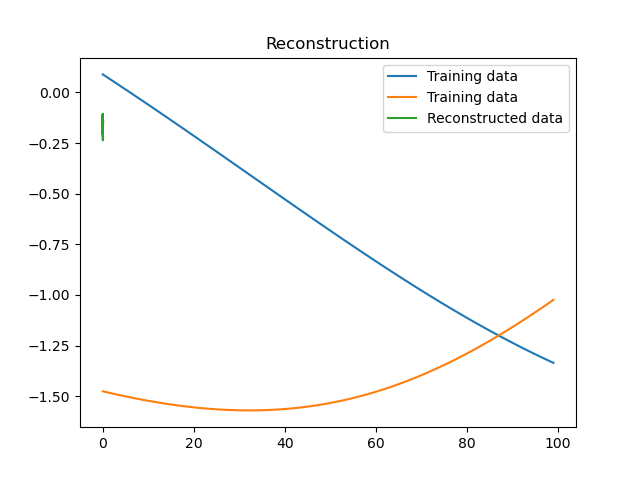 Reconstruction
Training data
Training data
Reconstructed data
0.00
−0.25
−0.50
−0.75
−1.00
−1.25
−1.50
0 20 40 60 80 100